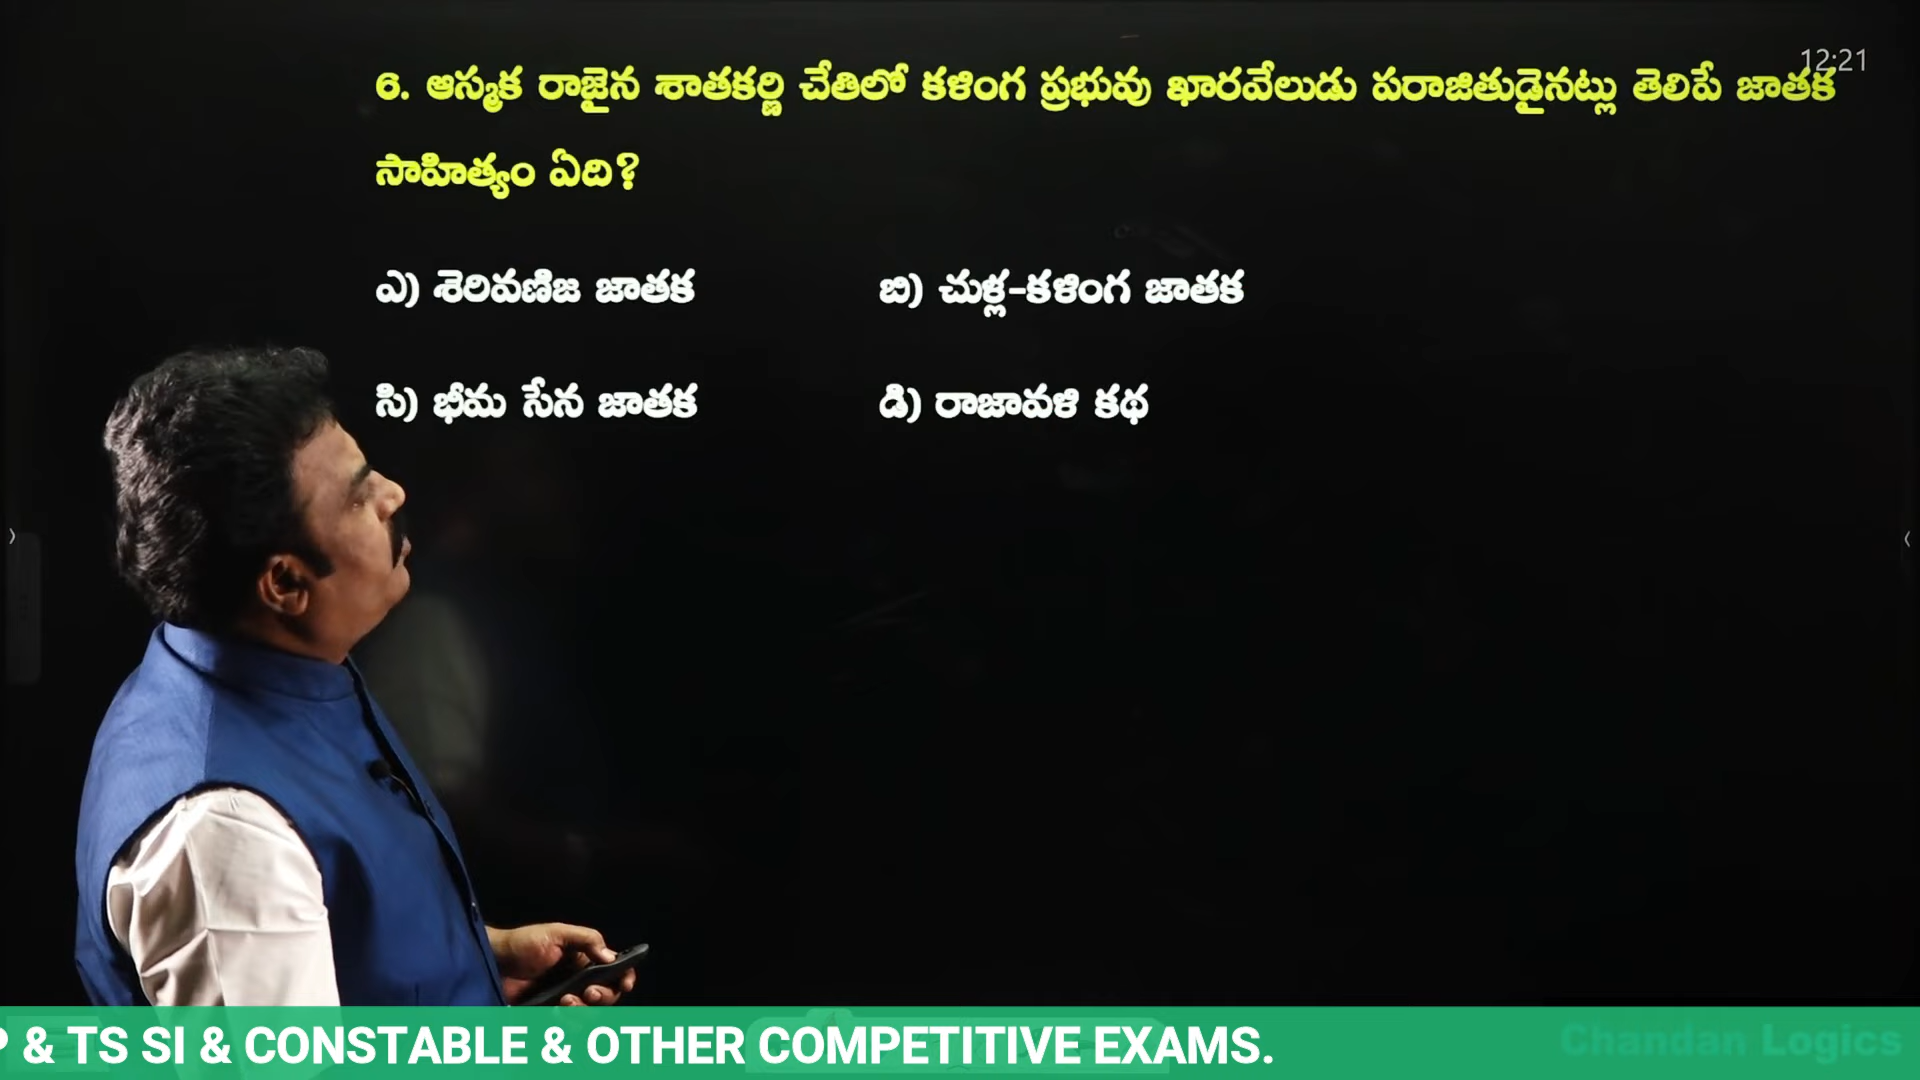 12:21
6. ఆస్మక రాజైన శాతకర్ణి చేతిలో కళింగ ప్రభువు ఖారవేలుడు పరాజితుడైనట్లు తెలిపే జాతక
సాహిత్యం ఏది?
ఎ) శెరివణిజ జాతక బి) చుళ్ల-కళింగ జాతక
సి) భీమ సేన జాతక డి) రాజావళి కథ
P & TS SI & CONSTABLE & OTHER COMPETITIVE EXAMS.
Chandan Logics